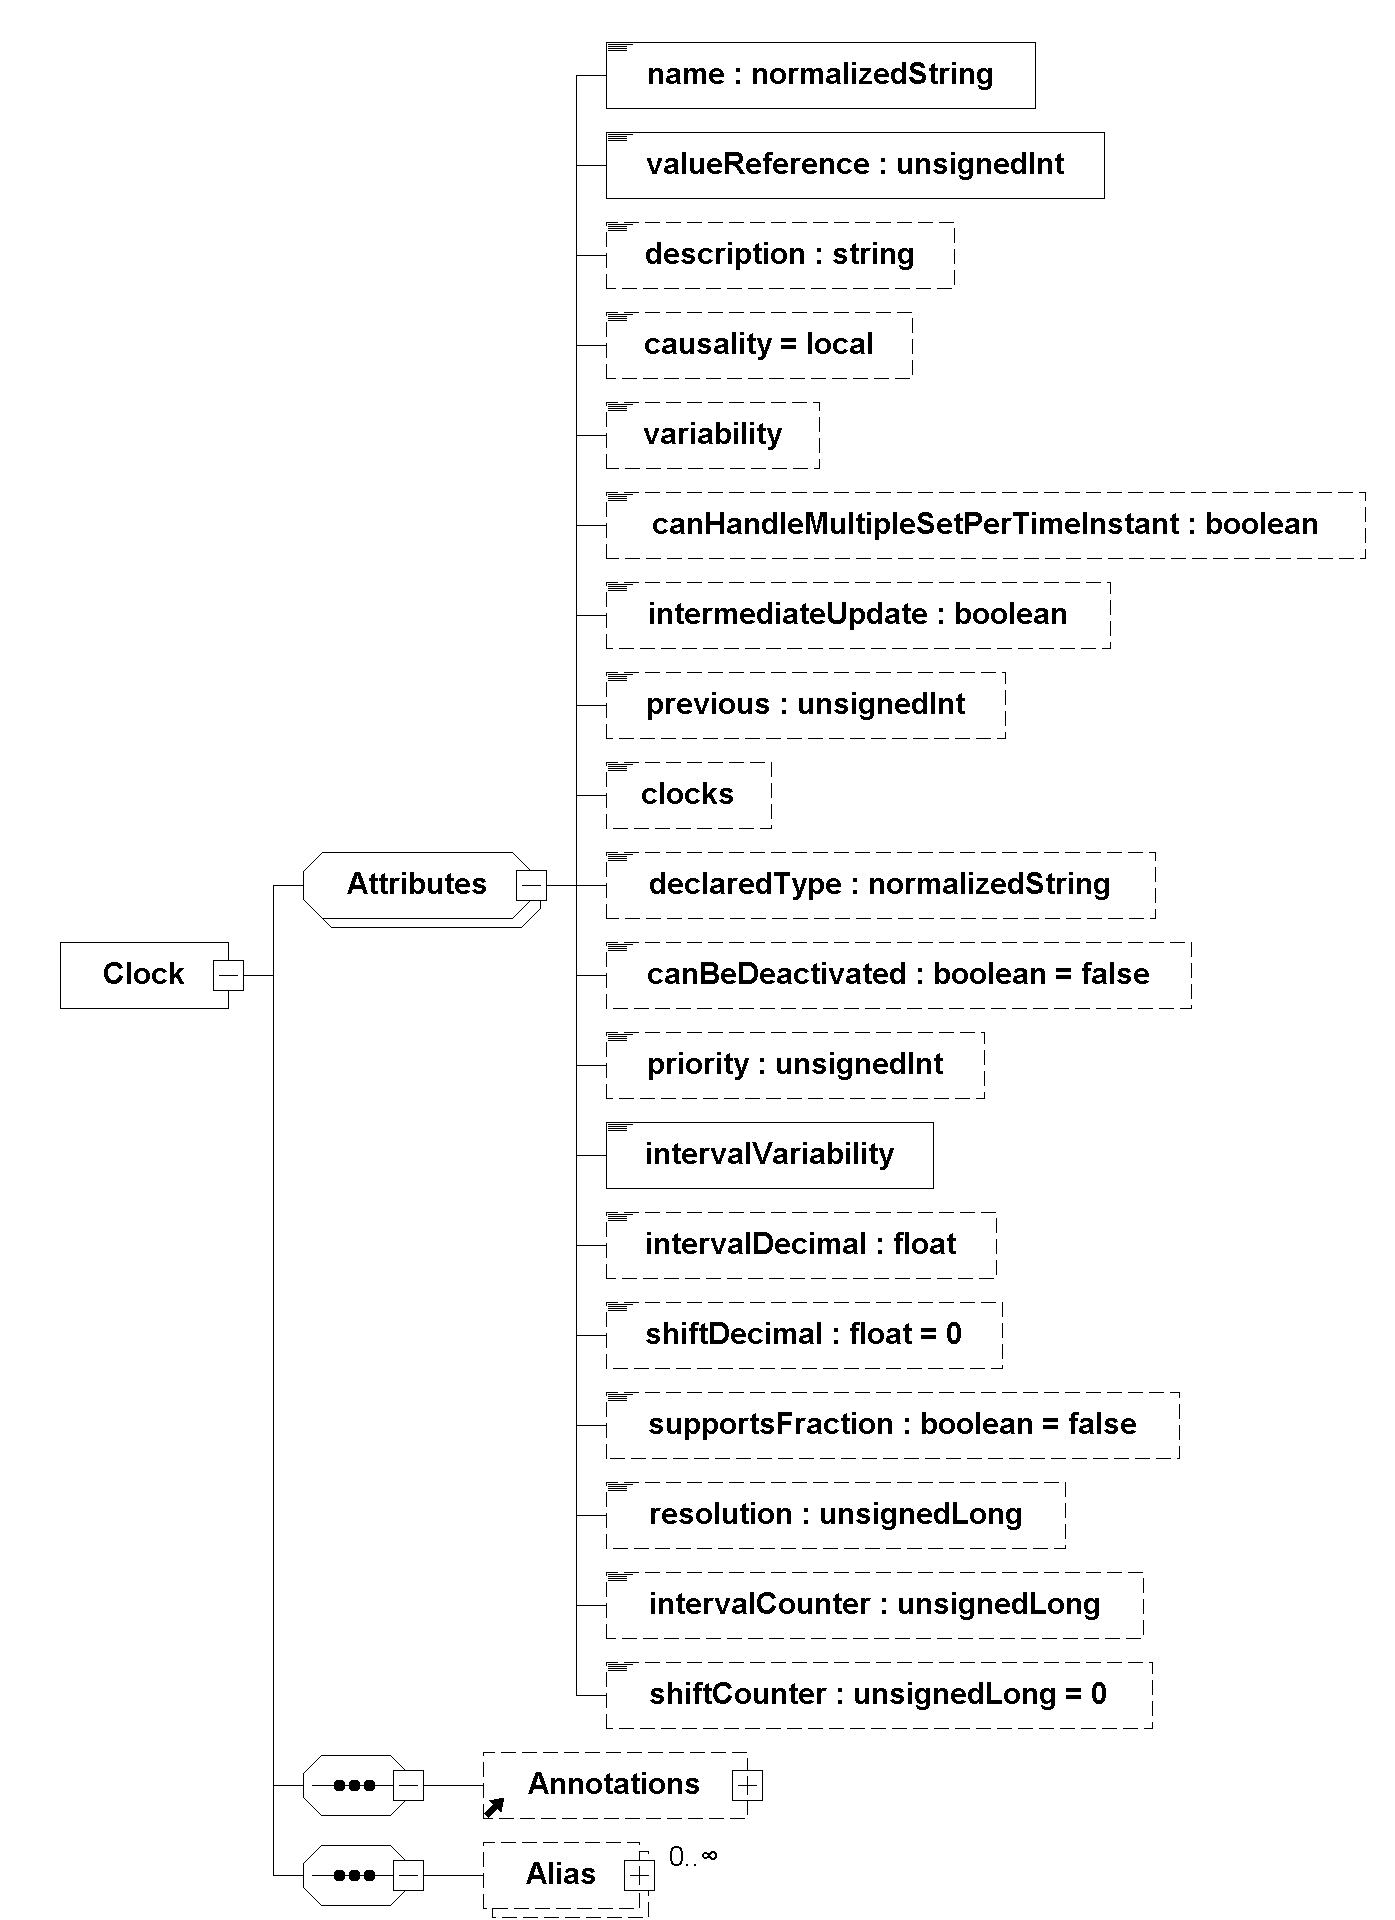 name : normalizedString
valueReference : unsignedInt
description : string
causality = local
variability
canHandleMultipleSetPerTimeInstant : boolean
intermediateUpdate : boolean
previous : unsignedInt
clocks
Attributes
declaredType : normalizedString
Clock
canBeDeactivated : boolean = false
priority : unsignedInt
intervalVariability
intervalDecimal : float
shiftDecimal : float = 0
supportsFraction : boolean = false
resolution : unsignedLong
intervalCounter : unsignedLong
shiftCounter : unsignedLong = 0
Annotations
Alias
0..∞